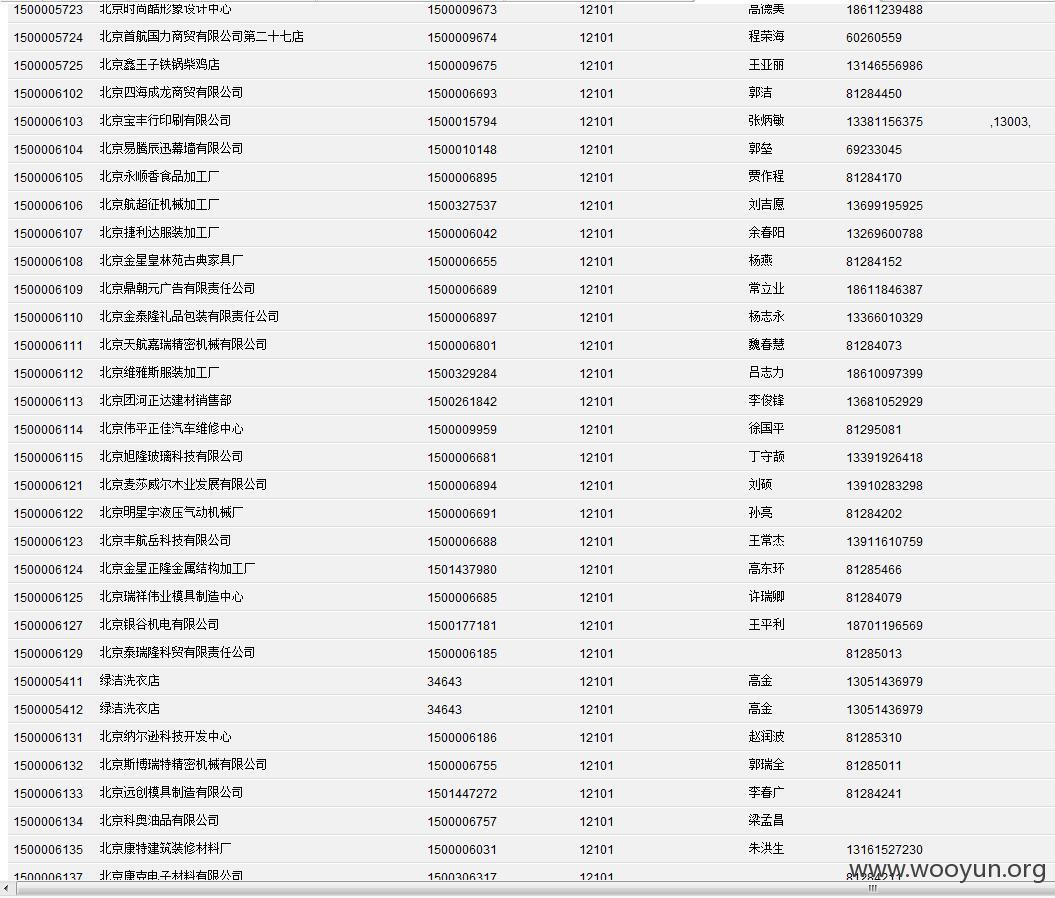 1500005723 北京时尚酷形象设计中心 1500009673 12101 高德美 18611239488
1500005724 北京首航国力商贸有限公司第二十七店 1500009674 12101 程荣海 60260559
1500005725 北京鑫王子铁锅柴鸡店 1500009675 12101 王亚丽 13146556986
1500006102 北京四海成龙商贸有限公司 1500006693 12101 郭洁 81284450
1500006103 北京宝丰行印刷有限公司 1500015794 12101 张炳敏 13381156375 ,13003,
1500006104 北京易腾辰迅幕墙有限公司 1500010148 12101 郭莹 69233045
1500006105 北京永顺香食品加工厂 1500006895 12101 贾作程 81284170
1500006106 北京航超征机械加工厂 1500327537 12101 刘吉愿 13699195925
1500006107 北京捷利达服装加工厂 1500006042 12101 余春阳 13269600788
1500006108 北京金星皇林苑古典家具厂 1500006655 12101 杨燕 81284152
1500006109 北京鼎朝元广告有限责任公司 1500006689 12101 常立业 18611846387
1500006110 北京金泰隆礼品包装有限责任公司 1500006897 12101 杨志永 13366010329
1500006111 北京天航嘉瑞精密机械有限公司 1500006801 12101 魏春慧 81284073
1500006112 北京维雅斯服装加工厂 1500329284 12101 吕志力 18610097399
1500006113 北京团河正达建材销售部 1500261842 12101 李俊锋 13681052929
1500006114 北京伟平正佳汽车维修中心 1500009959 12101 徐国平 81295081
1500006115 北京旭隆玻璃科技有限公司 1500006681 12101 丁守颉 13391926418
1500006121 北京麦莎威尔木业发展有限公司 1500006894 12101 刘硕 13910283298
1500006122 北京明星宇液压气动机械厂 1500006691 12101 孙亮 81284202
1500006123 北京丰航岳科技有限公司 1500006688 12101 王常杰 13911610759
1500006124 北京金星正隆金属结构加工厂 1501437980 12101 高东环 81285466
1500006125 北京瑞祥伟业模具制造中心 1500006685 12101 许瑞卿 81284079
1500006127 北京银谷机电有限公司 1500177181 12101 王平利 18701196569
1500006129 北京泰瑞隆科贸有限责任公司 1500006185 12101 81285013
1500005411 绿洁洗衣店 34643 12101 高金 13051436979
1500005412 绿洁洗衣店 34643 12101 高金 13051436979
1500006131 北京纳尔逊科技开发中心 1500006186 12101 赵润波 81285310
1500006132 北京斯博瑞特精密机械有限公司 1500006755 12101 郭瑞全 81285011
1500006133 北京远创模具制造有限公司 1501447272 12101 李春广 81284241
1500006134 北京科奥油品有限公司 1500006757 12101 梁孟昌
1500006135 北京康特建筑装修材料厂 1500006031 12101 朱洪生 13161527230
1500006137 北京康克电子材料有限公司 1500306317 12101
www.wooyun.org